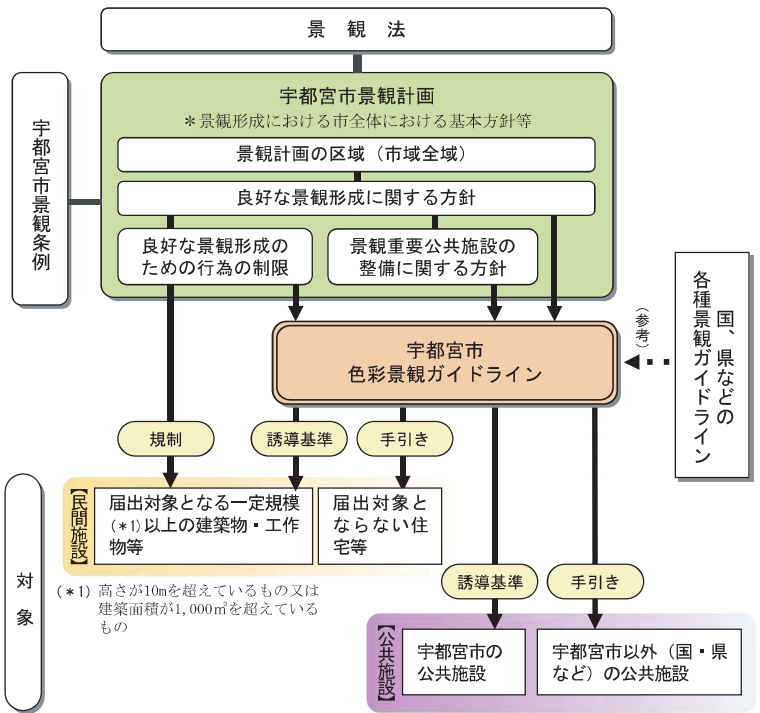 景観法
宇都宮市景観計画
＊景観形成における市全体における基本方針等
宇都宮市景観条例
景観計画の区域（市域全域）
良好な景観形成に関する方針
良好な景観形成の
ための行為の制限
景観重要公共施設の
整備に関する方針
宇都宮市
色彩景観ガイドライン
（参考）
国、県などの
各種景観ガイドライン
規制
誘導基準
手引き
対象
【民間施設】
届出対象となる一定規模
(＊1)以上の建築物・工作
物等
届出対象と
ならない住
宅等
(＊1) 高さが10mを超えているもの又は
建築面積が1,000㎡を超えている
もの
誘導基準
手引き
【公共施設】
宇都宮市の
公共施設
宇都宮市以外（国・県
など）の公共施設